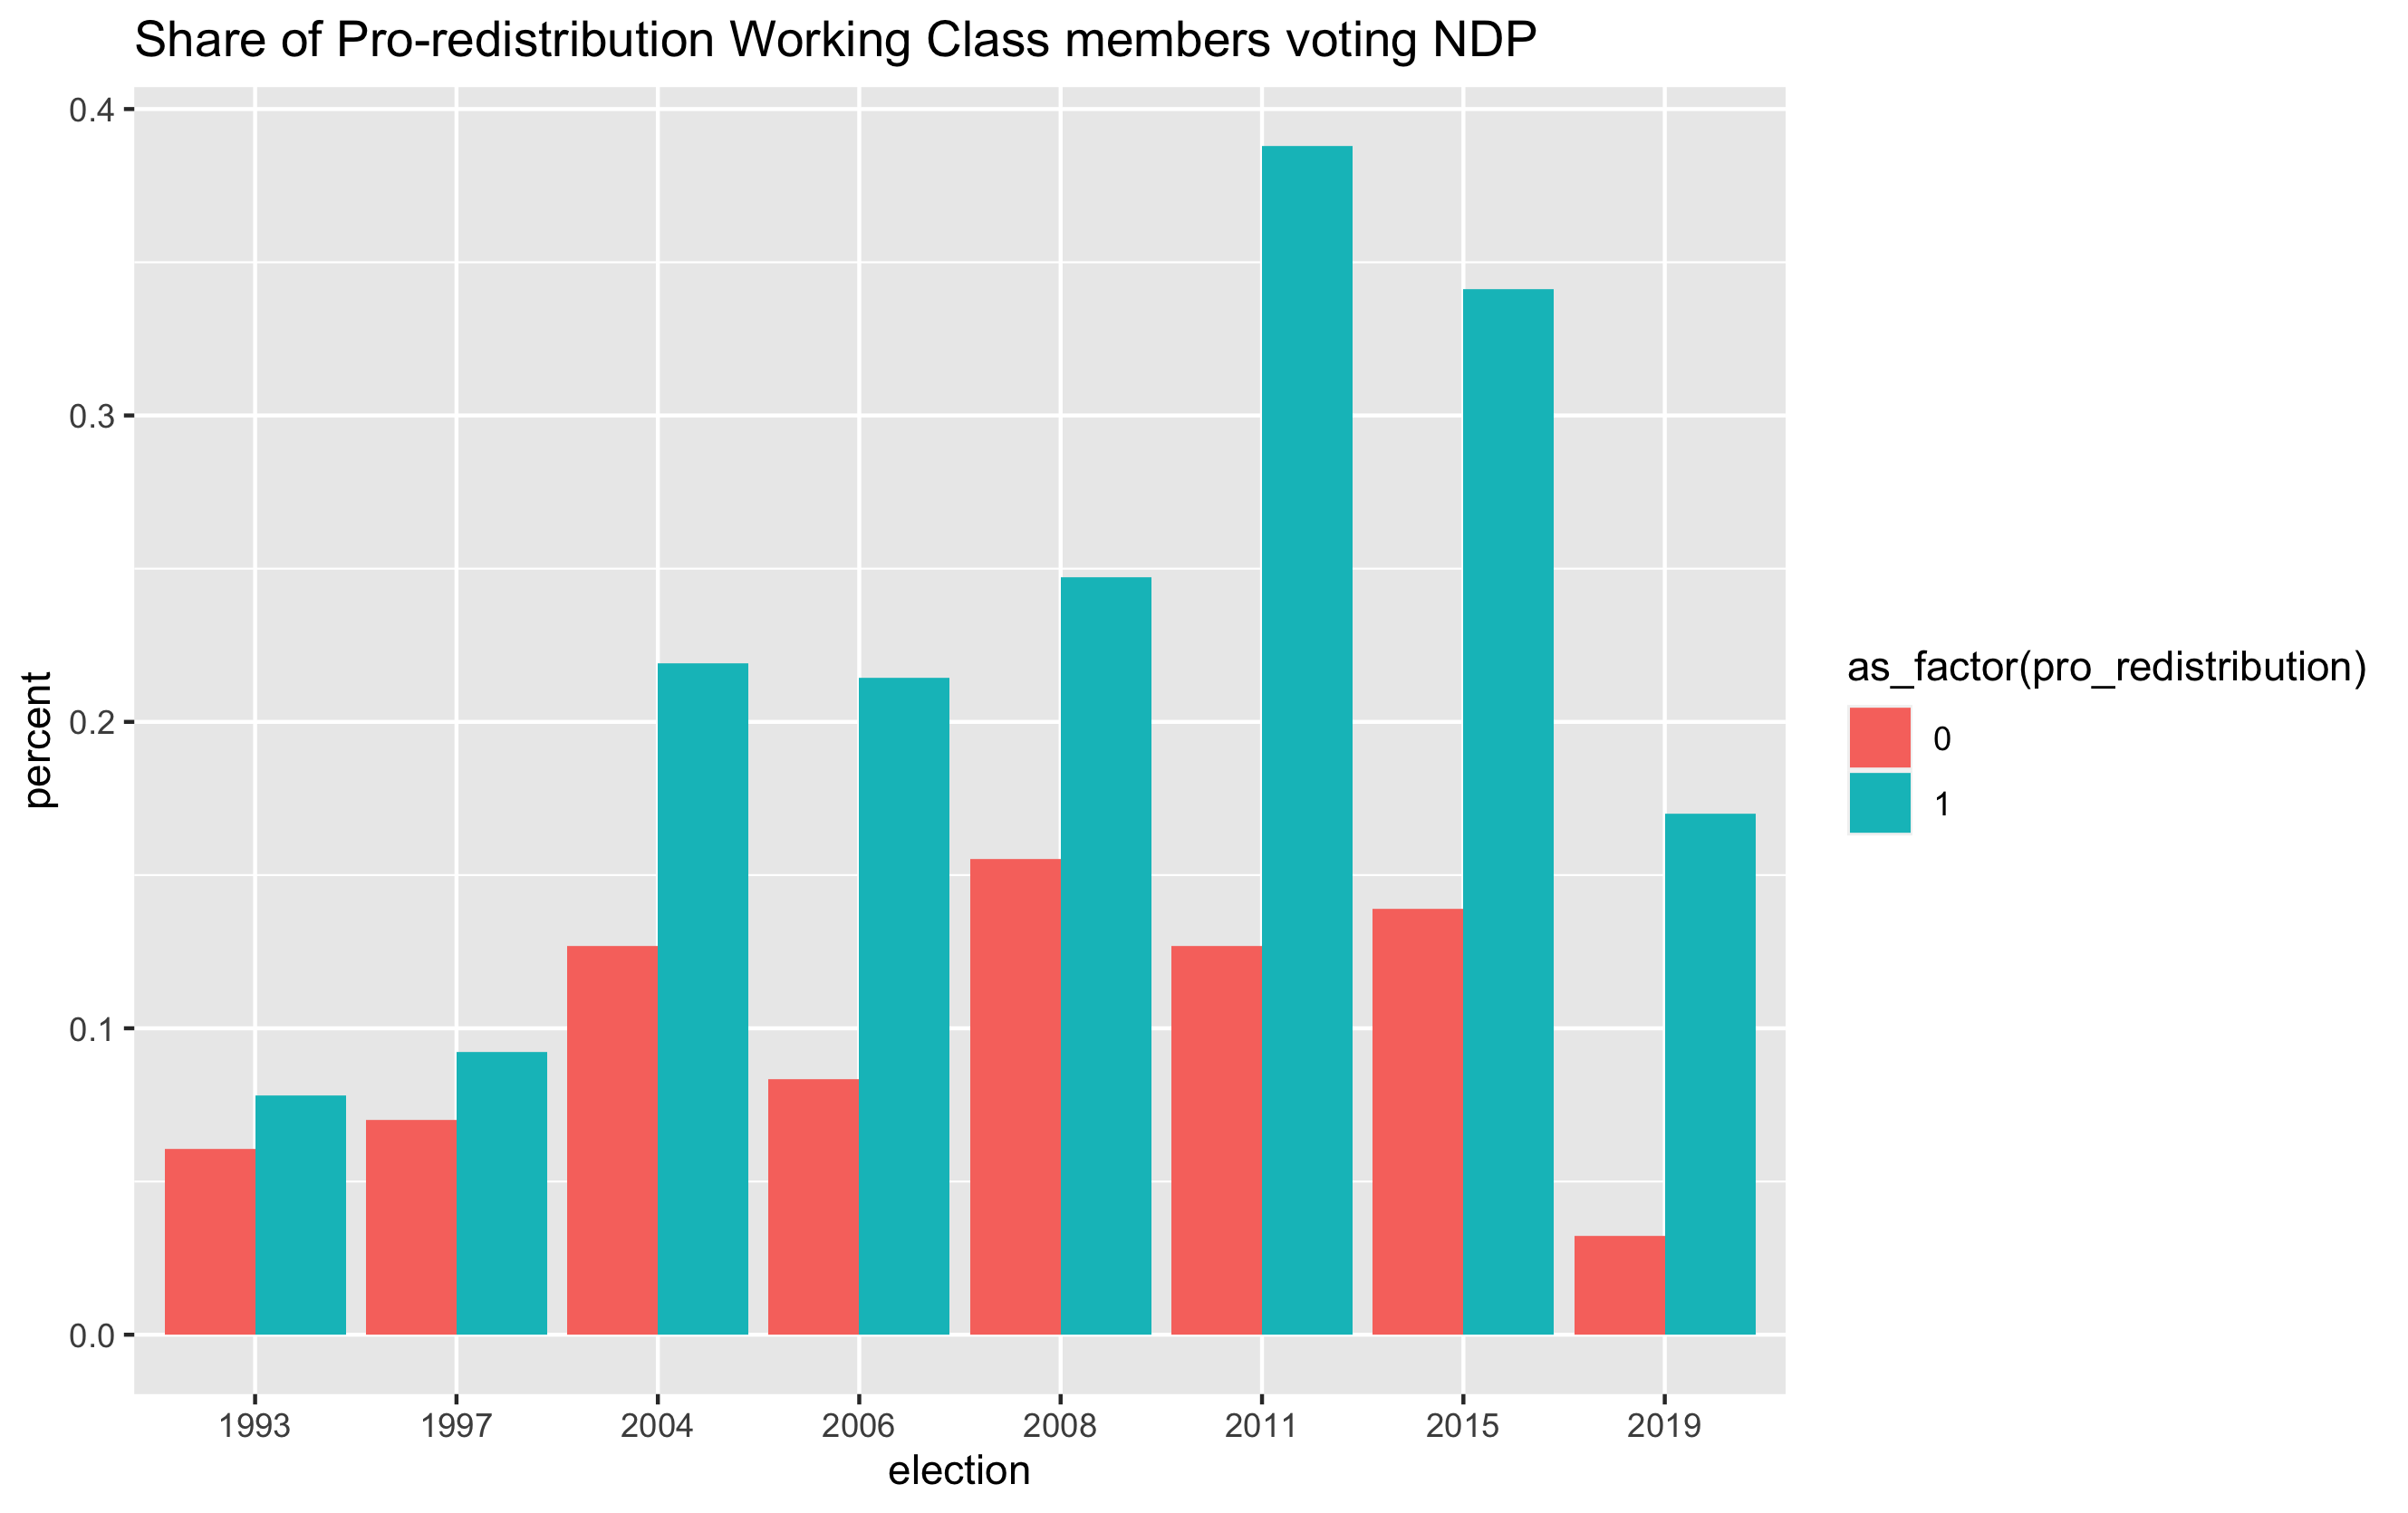 Share of Pro-redistribution Working Class members voting NDP
0.4
0.3
0.2
0.1
0.0
percent
1993 1997 2004 2006 2008 2011 2015 2019
election
as_factor(pro_redistribution)
0
1